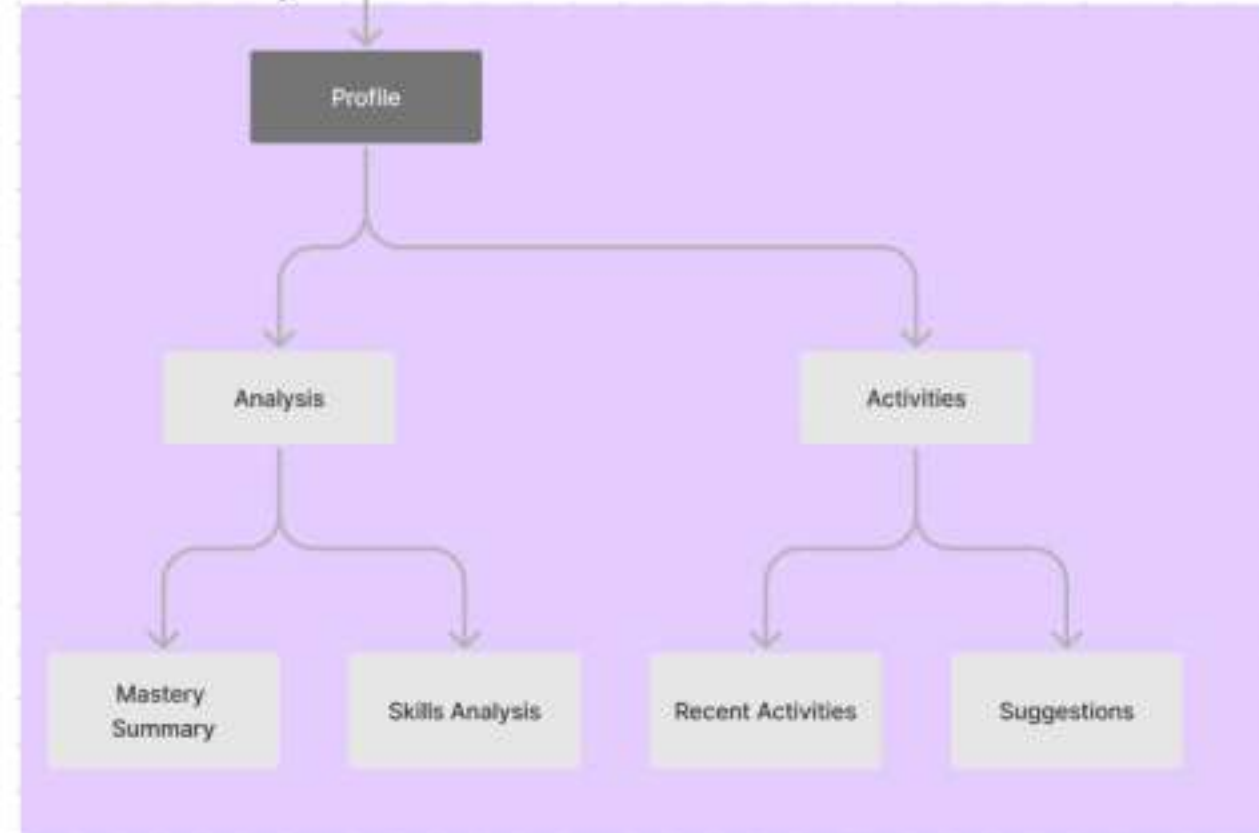 Profile
Analysis
Activities
Mastery
Summary
Skills Analysis
Recent Activities
Suggestions